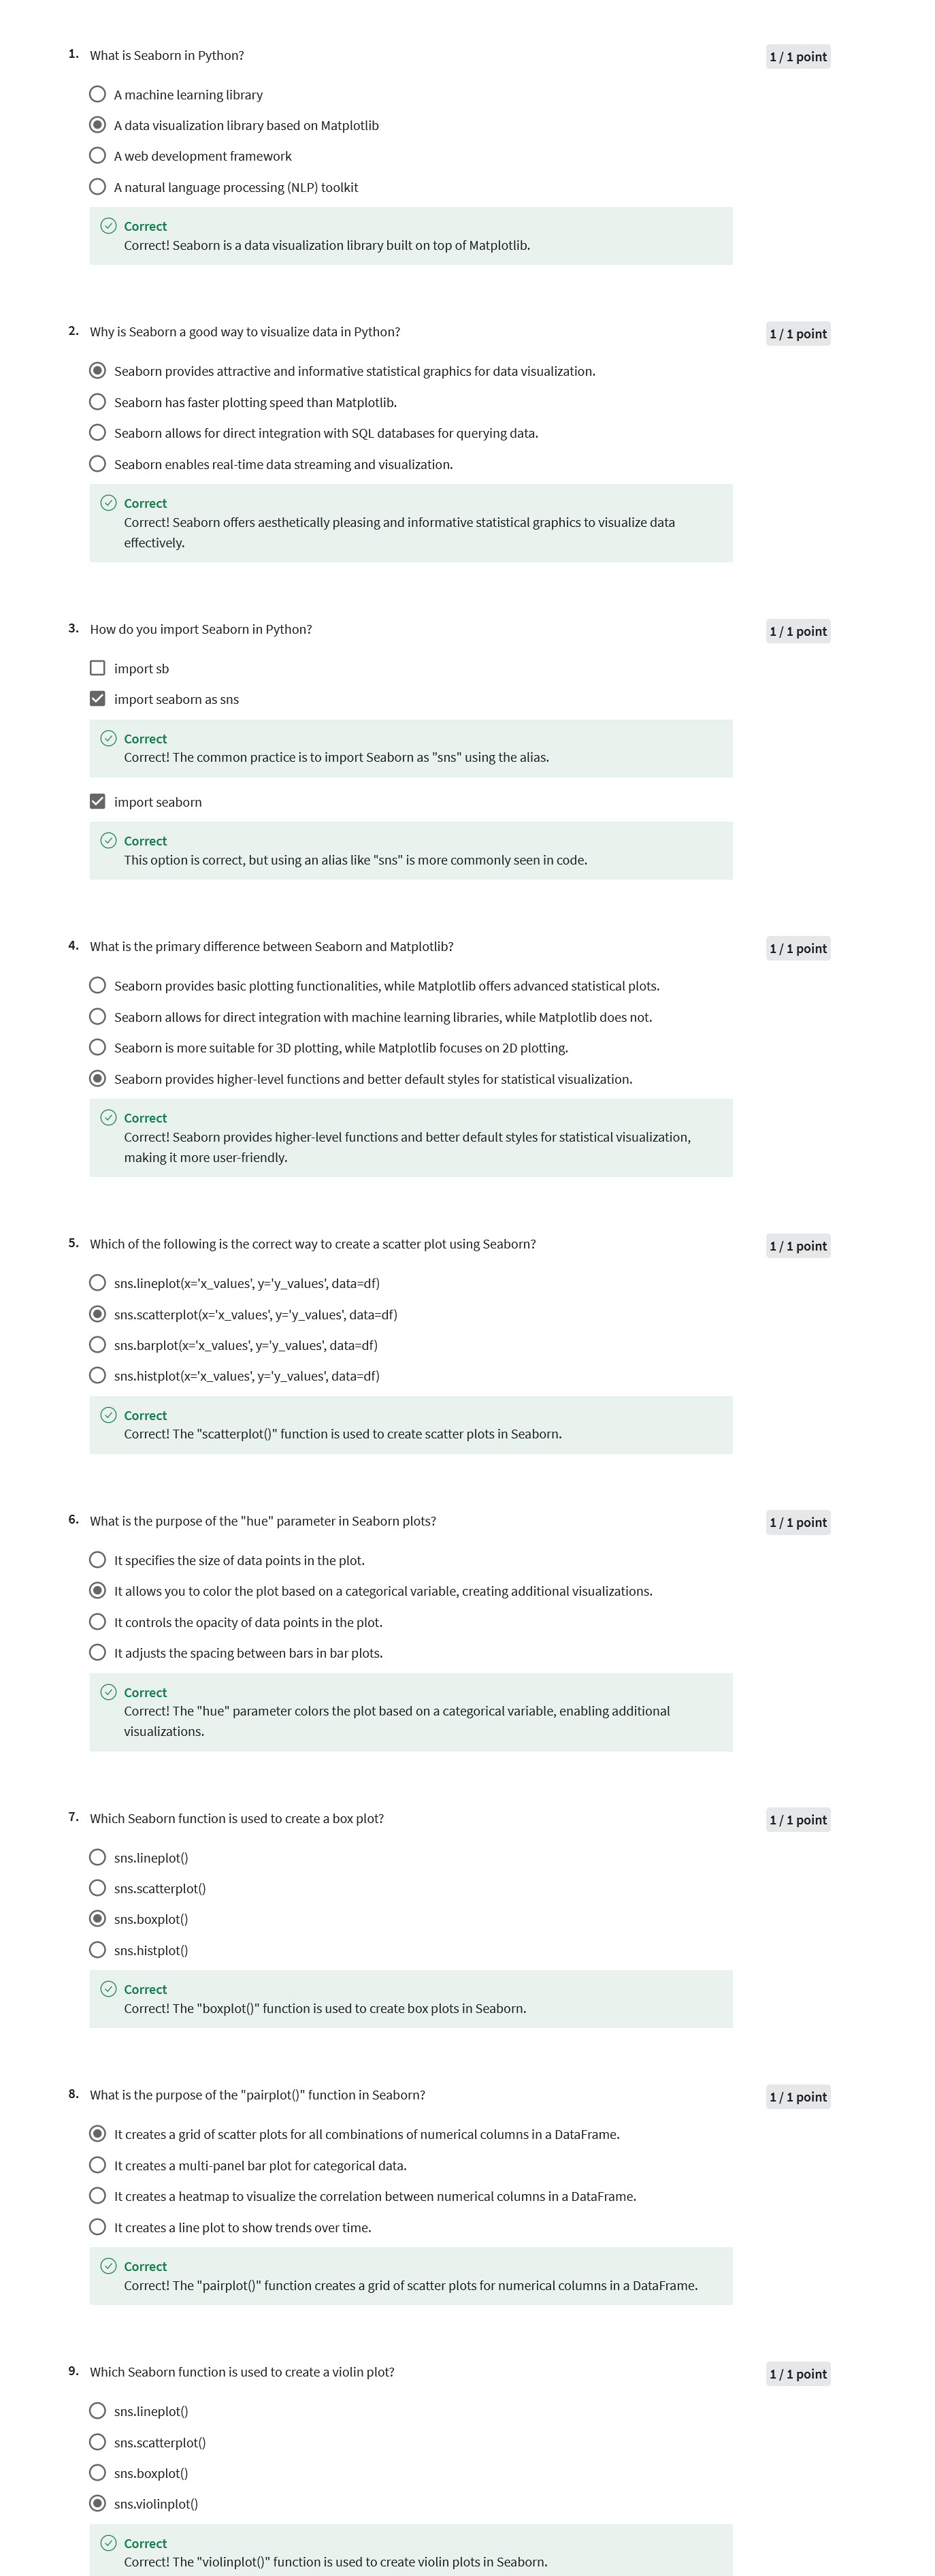 1. What is Seaborn in Python?
1 / 1 point
A machine learning library
A data visualization library based on Matplotlib
A web development framework
A natural language processing (NLP) toolkit
Correct
Correct! Seaborn is a data visualization library built on top of Matplotlib.
2. Why is Seaborn a good way to visualize data in Python?
1 / 1 point
Seaborn provides attractive and informative statistical graphics for data visualization.
Seaborn has faster plotting speed than Matplotlib.
Seaborn allows for direct integration with SQL databases for querying data.
Seaborn enables real-time data streaming and visualization.
Correct
Correct! Seaborn offers aesthetically pleasing and informative statistical graphics to visualize data
effectively.
3. How do you import Seaborn in Python?
1 / 1 point
import sb
import seaborn as sns
Correct
Correct! The common practice is to import Seaborn as "sns" using the alias.
import seaborn
Correct
This option is correct, but using an alias like "sns" is more commonly seen in code.
4. What is the primary difference between Seaborn and Matplotlib?
1 / 1 point
Seaborn provides basic plotting functionalities, while Matplotlib offers advanced statistical plots.
Seaborn allows for direct integration with machine learning libraries, while Matplotlib does not.
Seaborn is more suitable for 3D plotting, while Matplotlib focuses on 2D plotting.
Seaborn provides higher-level functions and better default styles for statistical visualization.
Correct
Correct! Seaborn provides higher-level functions and better default styles for statistical visualization,
making it more user-friendly.
5. Which of the following is the correct way to create a scatter plot using Seaborn?
1 / 1 point
sns.lineplot(x='x_values', y='y_values', data=df)
sns.scatterplot(x='x_values', y='y_values', data=df)
sns.barplot(x='x_values', y='y_values', data=df)
sns.histplot(x='x_values', y='y_values', data=df)
Correct
Correct! The "scatterplot()" function is used to create scatter plots in Seaborn.
6. What is the purpose of the "hue" parameter in Seaborn plots?
1 / 1 point
It specifies the size of data points in the plot.
It allows you to color the plot based on a categorical variable, creating additional visualizations.
It controls the opacity of data points in the plot.
It adjusts the spacing between bars in bar plots.
Correct
Correct! The "hue" parameter colors the plot based on a categorical variable, enabling additional
visualizations.
7. Which Seaborn function is used to create a box plot?
1 / 1 point
sns.lineplot()
sns.scatterplot()
sns.boxplot()
sns.histplot()
Correct
Correct! The "boxplot()" function is used to create box plots in Seaborn.
8. What is the purpose of the "pairplot()" function in Seaborn?
1 / 1 point
It creates a grid of scatter plots for all combinations of numerical columns in a DataFrame.
It creates a multi-panel bar plot for categorical data.
It creates a heatmap to visualize the correlation between numerical columns in a DataFrame.
It creates a line plot to show trends over time.
Correct
Correct! The "pairplot()" function creates a grid of scatter plots for numerical columns in a DataFrame.
9. Which Seaborn function is used to create a violin plot?
1 / 1 point
sns.lineplot()
sns.scatterplot()
sns.boxplot()
sns.violinplot()
Correct
Correct! The "violinplot()" function is used to create violin plots in Seaborn.